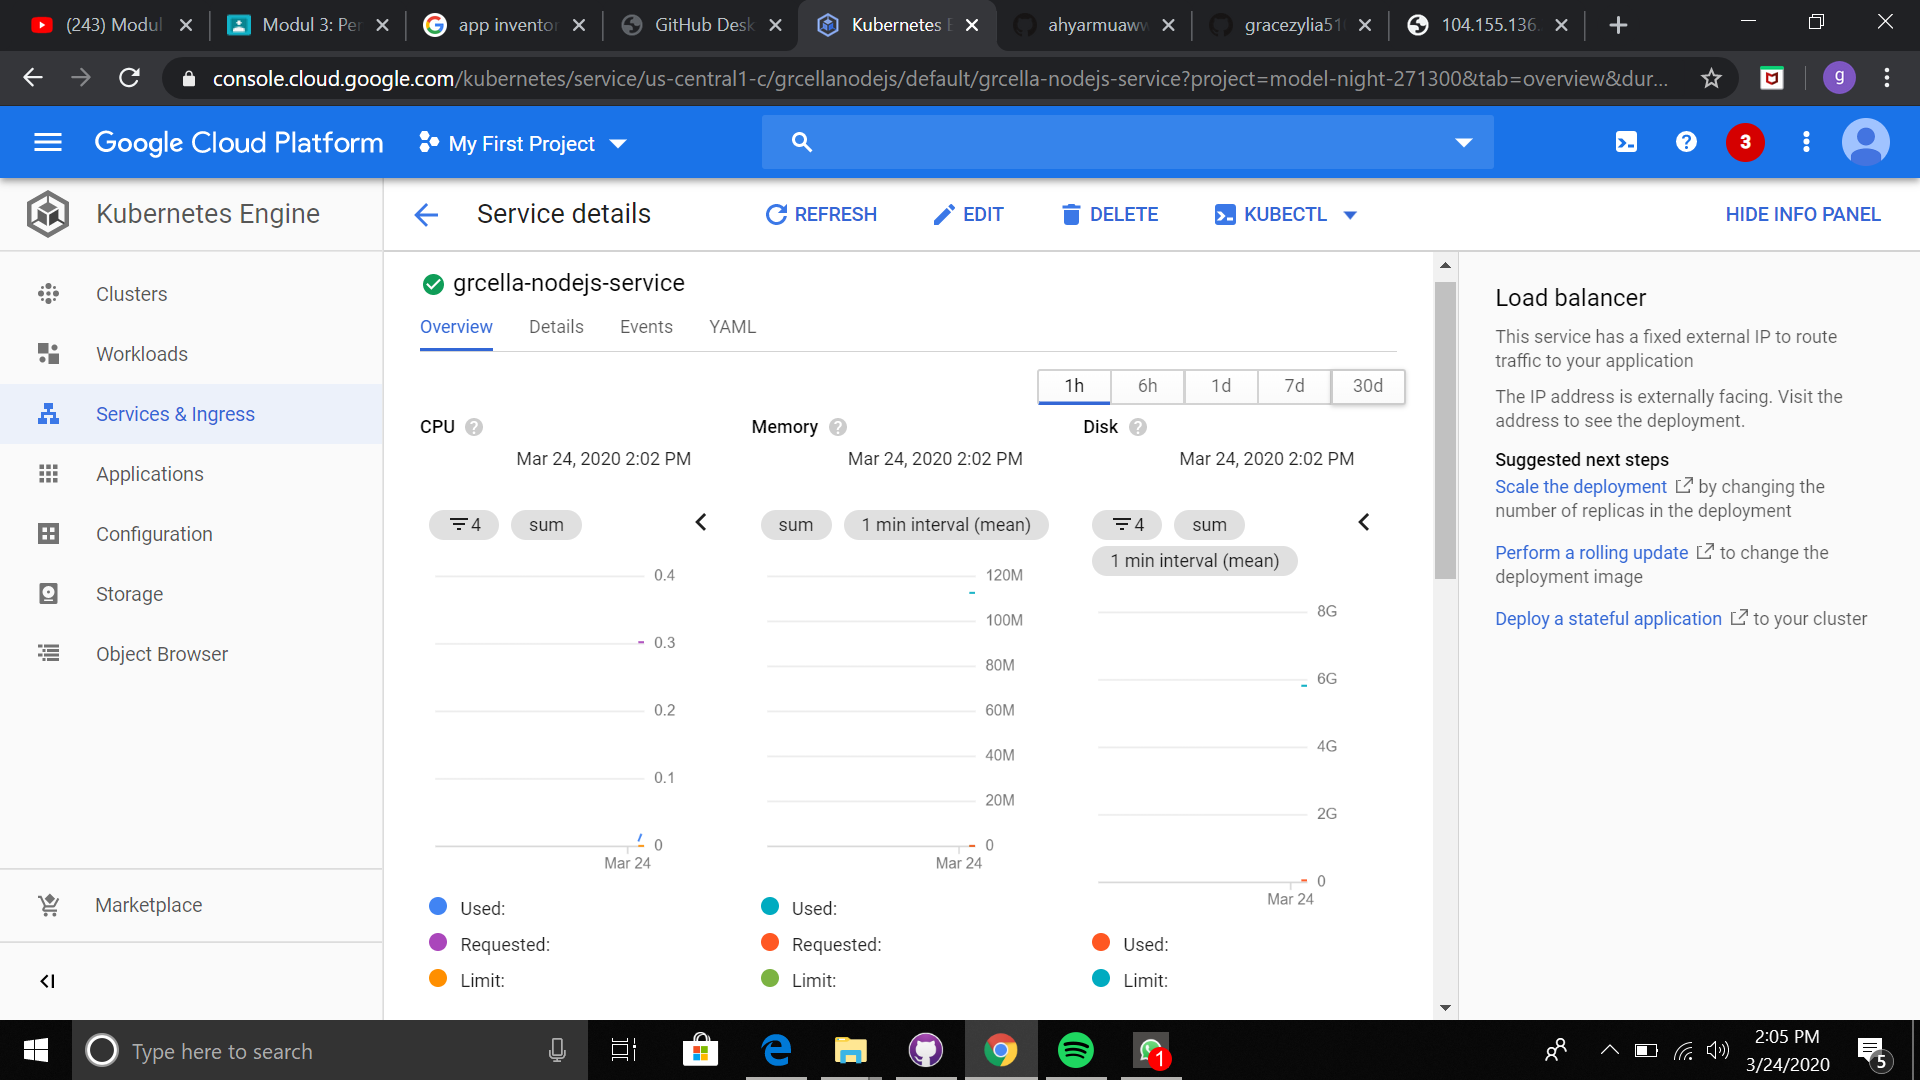 (243) Modul
Modul 3: Per
app invento
GitHub Desk
Kubernetes E
ahyarmuaww
gracezylia51
104.155.136.
console.cloud.google.com/kubernetes/service/us-central1-c/grcellanodejs/default/grcella-nodejs-service?project=model-night-271300&tab=overview&dur...
g
Google Cloud Platform
My First Project
3
Kubernetes Engine
Service details
REFRESH
EDIT
DELETE
KUBECTL
HIDE INFO PANEL
Clusters
Workloads
Services & Ingress
Applications
Configuration
Storage
Object Browser
Marketplace
grcella-nodejs-service
Overview
Details
Events
YAML
1h
6h
1d
7d
30d
CPU
Mar 24, 2020 2:02 PM
4
sum
0.4
0.3
0.2
0.1
0
Mar 24
Used:
Requested:
Limit:
Memory
Mar 24, 2020 2:02 PM
sum
1 min interval (mean)
120M
100M
80M
60M
40M
20M
0
Mar 24
Used:
Requested:
Limit:
Disk
Mar 24, 2020 2:02 PM
4
sum
1 min interval (mean)
8G
6G
4G
2G
0
Mar 24
Used:
Limit:
Load balancer
This service has a fixed external IP to route
traffic to your application
The IP address is externally facing. Visit the
address to see the deployment.
Suggested next steps
Scale the deployment by changing the
number of replicas in the deployment
Perform a rolling update to change the
deployment image
Deploy a stateful application to your cluster
Type here to search
1
2:05 PM
3/24/2020
5